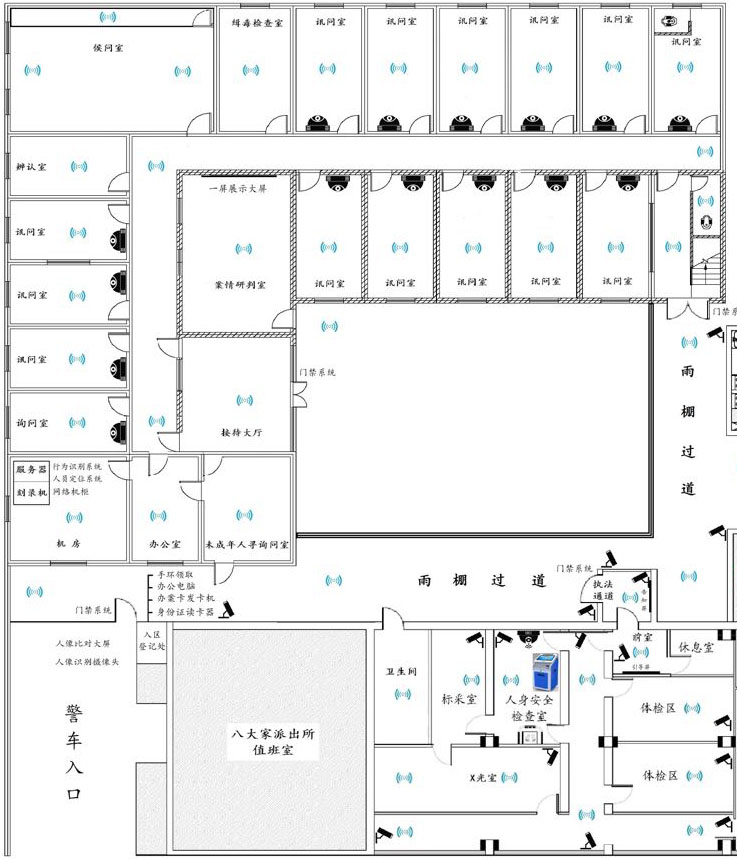 候问室
缉毒检查室
讯问室
讯问室
讯问室
讯问室
讯问室
讯问室
辨认室
一屏展示大屏
讯问室
讯问室
讯问室
询问室
案情研判室
讯问室
讯问室
讯问室
讯问室
讯问室
门禁系
门禁系统
接待大厅
雨棚过道
服务器
刻录机
行为识别系统
人员定位系统
网络机柜
机房
办公室
未成年人寻询问室
手环领取
办公电脑
办案卡发卡机
身份证读卡器
门禁系统
雨棚过道
门禁系统
执法
通道
告知屏
人像比对大屏
人像识别摄像头
入区
登记处
警车入口
八大家派出所
值班室
卫生间
标采室
人身安全
检查室
前室
引导屏
休息室
体检区
体检区
X光室